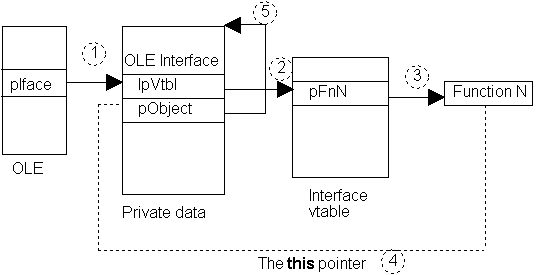 5
1
OLE Interface
2
3
pIface
lpVtbl
pFnN
Function N
pObject
OLE
Private data
Interface
vtable
The this pointer
4